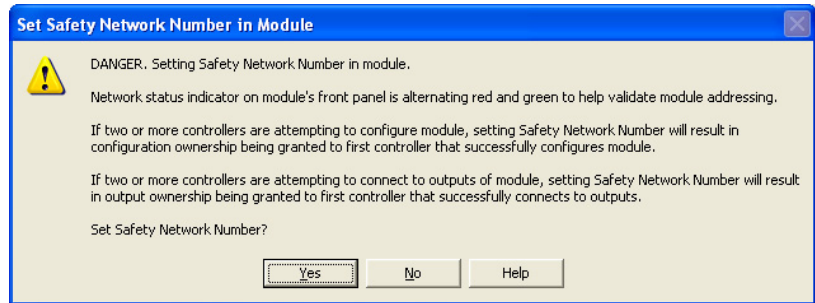 Set Safety Network Number in Module
DANGER. Setting Safety Network Number in module.
Network status indicator on module's front panel is alternating red and green to help validate module addressing.
If two or more controllers are attempting to configure module, setting Safety Network Number will result in
configuration ownership being granted to first controller that successfully configures module.
If two or more controllers are attempting to connect to outputs of module, setting Safety Network Number will result
in output ownership being granted to first controller that successfully connects to outputs.
Set Safety Network Number?
Yes No Help